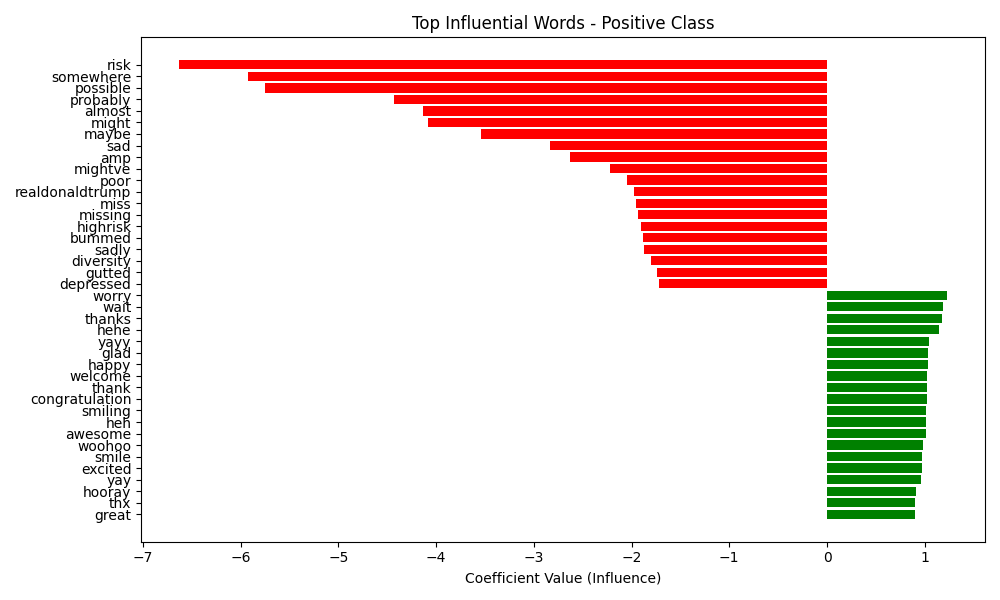 Top Influential Words - Positive Class
risk
somewhere
possible
probably
almost
might
maybe
sad
amp
mightve
poor
realdonaldtrump
miss
missing
highrisk
bummed
sadly
diversity
gutted
depressed
worry
wait
thanks
hehe
yayy
glad
happy
welcome
thank
congratulation
smiling
heh
awesome
woohoo
smile
excited
yay
hooray
thx
great
−7 −6 −5 −4 −3 −2 −1 0 1
Coefficient Value (Influence)